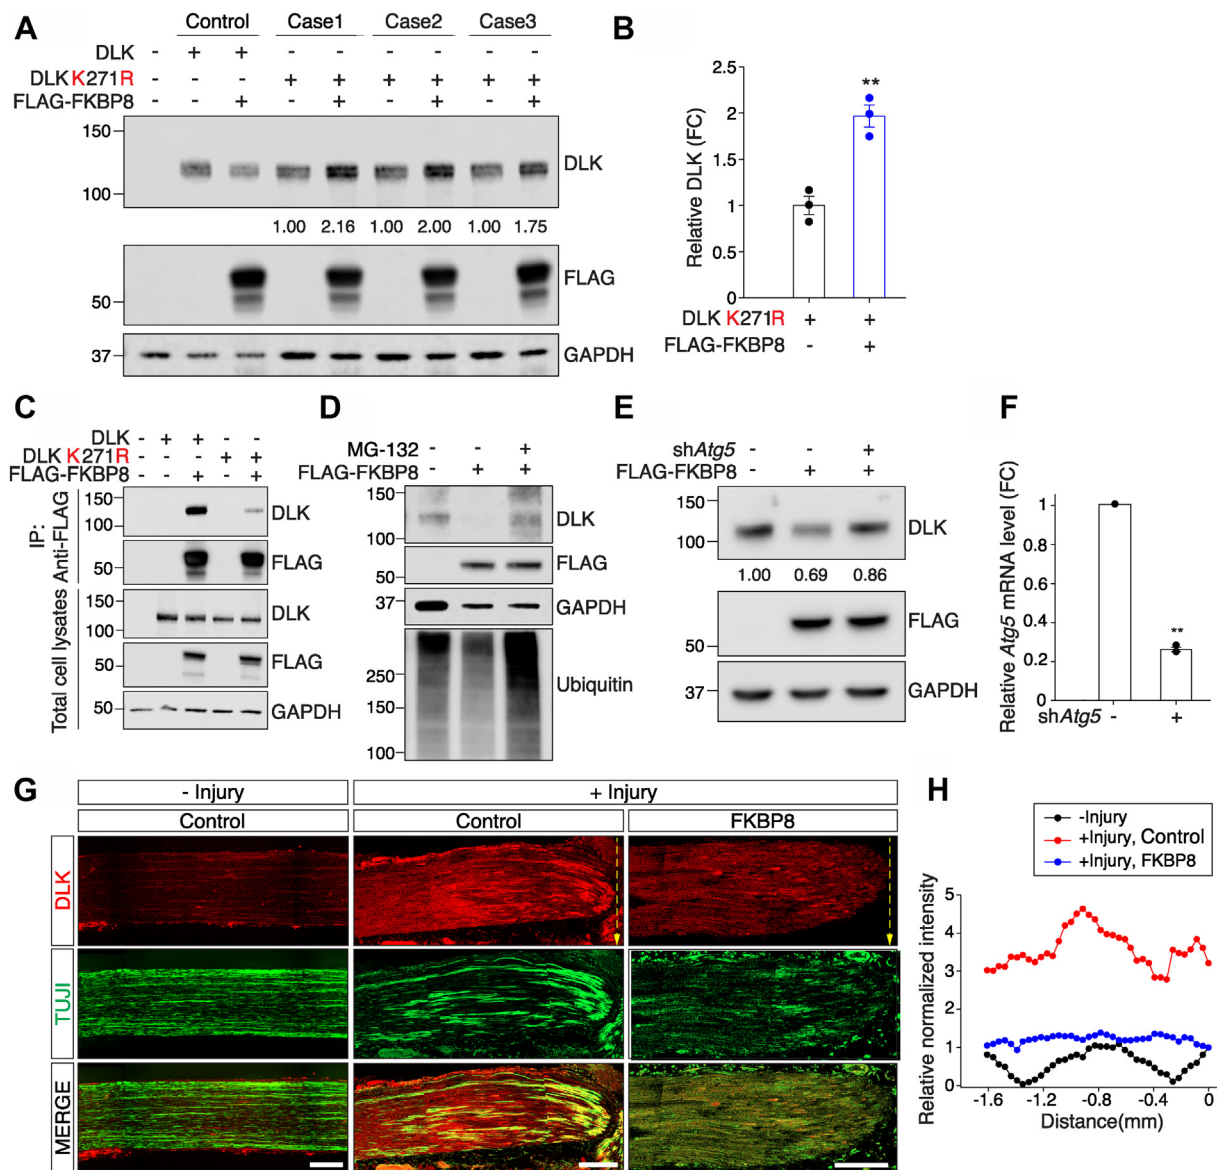 A
Control Case1 Case2 Case3
DLK - + + - - - - - -
DLK K271R - - - + + + + + +
FLAG-FKBP8 - - + - + - + - +
150
100
DLK
1.00 2.16 1.00 2.00 1.00 1.75
50
FLAG
37
GAPDH
B
Relative DLK (FC)
2.5
2
1.5
1
0.5
0
**
DLK K271R + +
FLAG-FKBP8 - +
C
DLK - + + - -
DLK K271R - - - + +
FLAG-FKBP8 - - + - +
IP: Anti-FLAG
150
100
DLK
50
FLAG
Total cell lysates
150
100
DLK
50
FLAG
50
GAPDH
D
MG-132 - - +
FLAG-FKBP8 - + +
150
100
DLK
50
FLAG
37
GAPDH
250
150
100
Ubiquitin
E
shAtg5 - - +
FLAG-FKBP8 - + +
150
100
DLK
1.00 0.69 0.86
50
FLAG
37
GAPDH
F
Relative Atg5 mRNA level (FC)
1
0.8
0.6
0.4
0.2
0
**
shAtg5 - +
G
- Injury + Injury
Control Control FKBP8
DLK
TUJI
MERGE
H
-Injury
+Injury, Control
+Injury, FKBP8
Relative normalized intensity
5
4
3
2
1
0
-1.6 -1.2 -0.8 -0.4 0
Distance(mm)